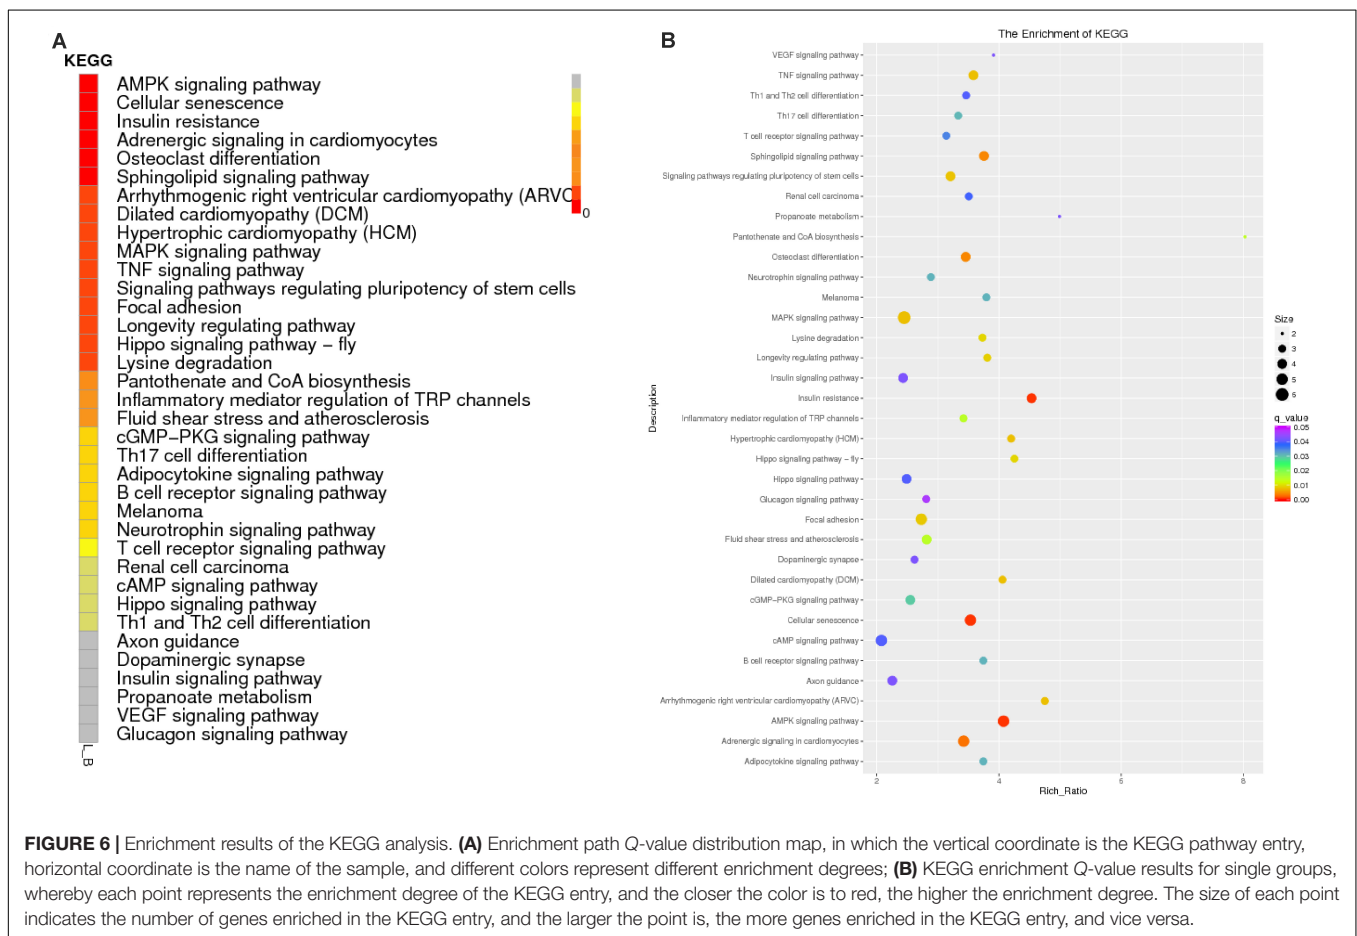 A
KEGG
AMPK signaling pathway
Cellular senescence
Insulin resistance
Adrenergic signaling in cardiomyocytes
Osteoclast differentiation
Sphingolipid signaling pathway
Arrhythmogenic right ventricular cardiomyopathy (ARVC
Dilated cardiomyopathy (DCM)
Hypertrophic cardiomyopathy (HCM)
MAPK signaling pathway
TNF signaling pathway
Signaling pathways regulating pluripotency of stem cells
Focal adhesion
Longevity regulating pathway
Hippo signaling pathway − fly
Lysine degradation
Pantothenate and CoA biosynthesis
Inflammatory mediator regulation of TRP channels
Fluid shear stress and atherosclerosis
cGMP−PKG signaling pathway
Th17 cell differentiation
Adipocytokine signaling pathway
B cell receptor signaling pathway
Melanoma
Neurotrophin signaling pathway
T cell receptor signaling pathway
Renal cell carcinoma
cAMP signaling pathway
Hippo signaling pathway
Th1 and Th2 cell differentiation
Axon guidance
Dopaminergic synapse
Insulin signaling pathway
Propanoate metabolism
VEGF signaling pathway
Glucagon signaling pathway
L_B
0
B
The Enrichment of KEGG
Description
VEGF signaling pathway
TNF signaling pathway
Th1 and Th2 cell differentiation
Th17 cell differentiation
T cell receptor signaling pathway
Sphingolipid signaling pathway
Signaling pathways regulating pluripotency of stem cells
Renal cell carcinoma
Propanoate metabolism
Pantothenate and CoA biosynthesis
Osteoclast differentiation
Neurotrophin signaling pathway
Melanoma
MAPK signaling pathway
Lysine degradation
Longevity regulating pathway
Insulin signaling pathway
Insulin resistance
Inflammatory mediator regulation of TRP channels
Hypertrophic cardiomyopathy (HCM)
Hippo signaling pathway − fly
Hippo signaling pathway
Glucagon signaling pathway
Focal adhesion
Fluid shear stress and atherosclerosis
Dopaminergic synapse
Dilated cardiomyopathy (DCM)
cGMP−PKG signaling pathway
Cellular senescence
cAMP signaling pathway
B cell receptor signaling pathway
Axon guidance
Arrhythmogenic right ventricular cardiomyopathy (ARVC)
AMPK signaling pathway
Adrenergic signaling in cardiomyocytes
Adipocytokine signaling pathway
2 4 6 8
Rich_Ratio
Size
2
3
4
5
6
q_value
0.05
0.04
0.03
0.02
0.01
0.00
FIGURE 6 | Enrichment results of the KEGG analysis. (A) Enrichment path Q-value distribution map, in which the vertical coordinate is the KEGG pathway entry,
horizontal coordinate is the name of the sample, and different colors represent different enrichment degrees; (B) KEGG enrichment Q-value results for single groups,
whereby each point represents the enrichment degree of the KEGG entry, and the closer the color is to red, the higher the enrichment degree. The size of each point
indicates the number of genes enriched in the KEGG entry, and the larger the point is, the more genes enriched in the KEGG entry, and vice versa.